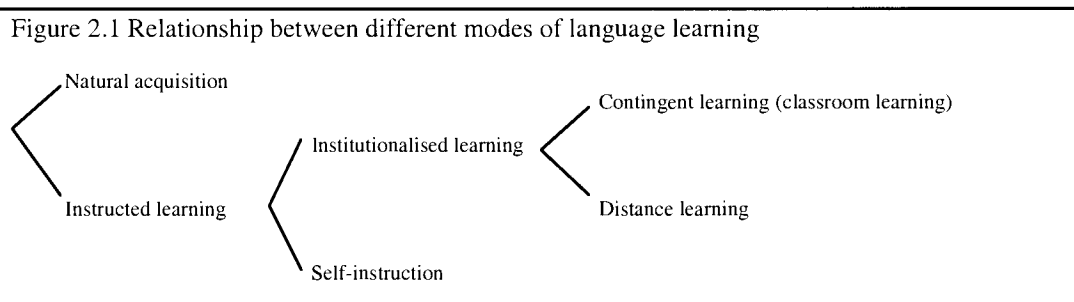 Figure 2.1 Relationship between different modes of language learning
Natural acquisition
Contingent learning (classroom learning)
Institutionalised learning
Instructed learning
Distance learning
Self-instruction